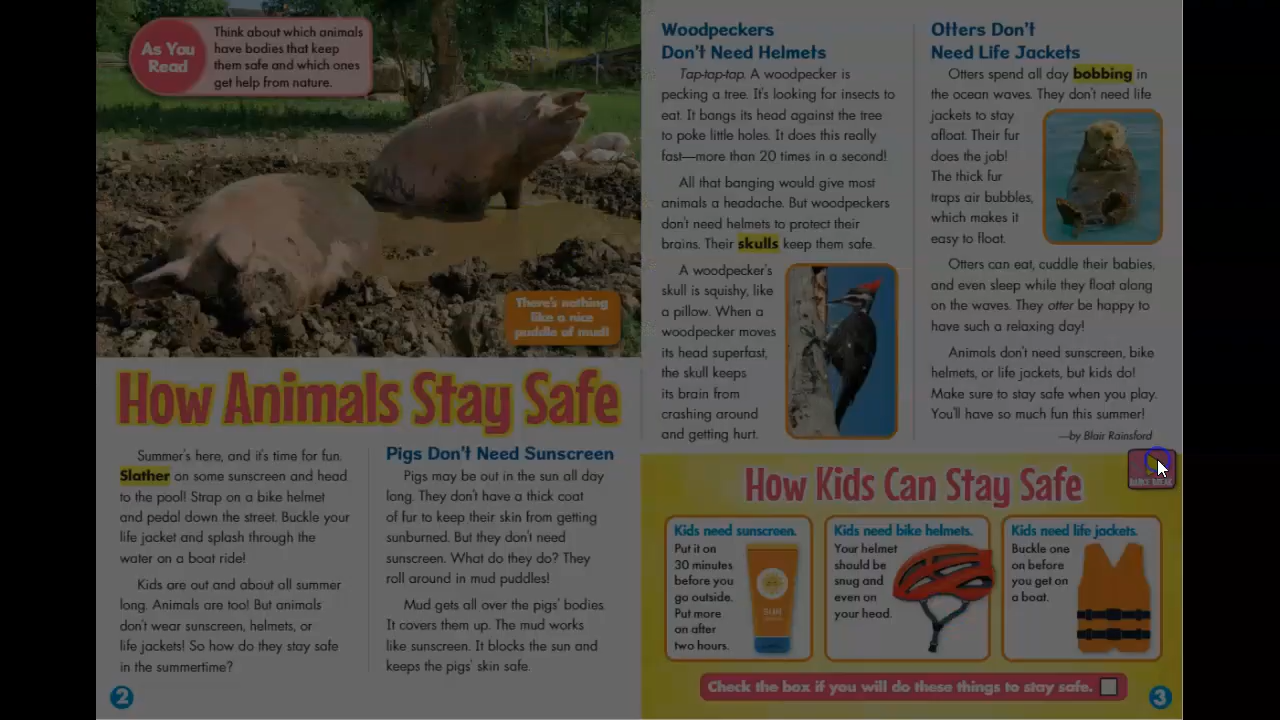 As You
Read
Think about which animals
have bodies that keep
them safe and which ones
get help from nature.
There's nothing
like a nice
puddle of mud!
How Animals Stay Safe
Summer's here, and it's time for fun.
Slather on some sunscreen and head
to the pool! Strap on a bike helmet
and pedal down the street. Buckle your
life jacket and splash through the
water on a boat ride!
Kids are out and about all summer
long. Animals are too! But animals
don't wear sunscreen, helmets, or
life jackets! So how do they stay safe
in the summertime?
Pigs Don't Need Sunscreen
Pigs may be out in the sun all day
long. They don't have a thick coat
of fur to keep their skin from getting
sunburned. But they don't need
sunscreen. What do they do? They
roll around in mud puddles!
Mud gets all over the pigs' bodies.
It covers them up. The mud works
like sunscreen. It blocks the sun and
keeps the pigs' skin safe.
2
Woodpeckers
Don't Need Helmets
Tap-tap-tap. A woodpecker is
pecking a tree. It's looking for insects to
eat. It bangs its head against the tree
to poke little holes. It does this really
fast—more than 20 times in a second!
All that banging would give most
animals a headache. But woodpeckers
don't need helmets to protect their
brains. Their skulls keep them safe.
A woodpecker's
skull is squishy, like
a pillow. When a
woodpecker moves
its head superfast,
the skull keeps
its brain from
crashing around
and getting hurt.
Otters Don't
Need Life Jackets
Otters spend all day bobbing in
the ocean waves. They don't need life
jackets to stay
afloat. Their fur
does the job!
The thick fur
traps air bubbles,
which makes it
easy to float.
Otters can eat, cuddle their babies,
and even sleep while they float along
on the waves. They otter be happy to
have such a relaxing day!
Animals don't need sunscreen, bike
helmets, or life jackets, but kids do!
Make sure to stay safe when you play.
You'll have so much fun this summer!
—by Blair Rainsford
How Kids Can Stay Safe
Kids need sunscreen.
Put it on
30 minutes
before you
go outside.
Put more
on after
two hours.
SUN
Kids need bike helmets.
Your helmet
should be
snug and
even on
your head.
Kids need life jackets.
Buckle one
on before
you get on
a boat.
Check the box if you will do these things to stay safe.
3